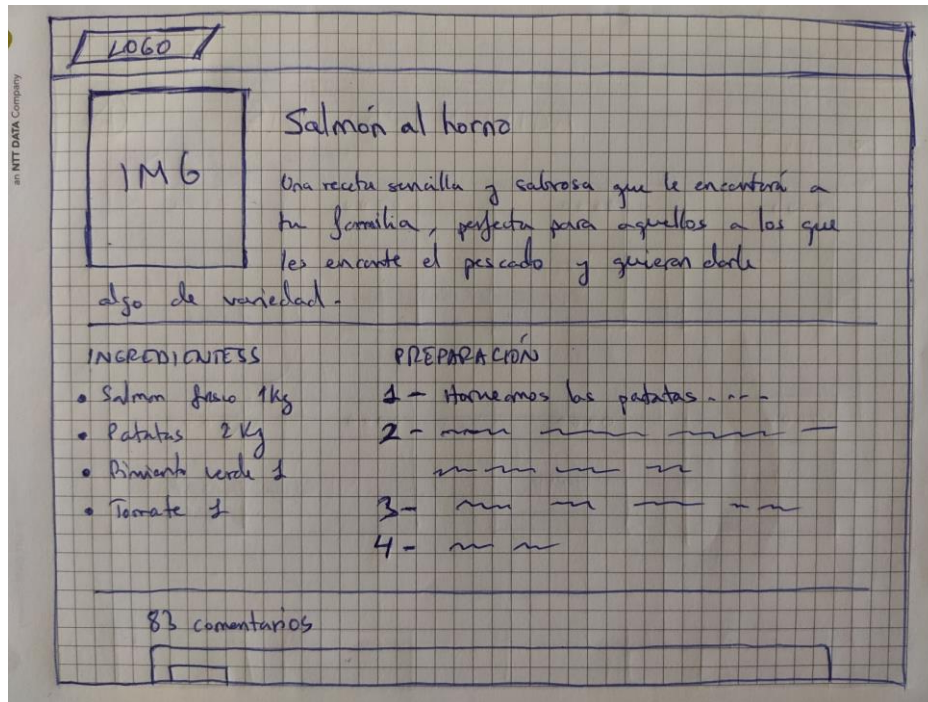 an NTT DATA Company
LOGO
IMG
Salmón al horno
Una receta sencilla y sabrosa que le encantará a
tu familia, perfecta para aquellos a los que
les encante el pescado y quieran darle
algo de variedad.
INGREDIENTESS
• Salmon fresco 1Kg
• Patatas 2Kg
• Pimiento verde 1
• Tomate 1
PREPARACIÓN
1- Horneamos las patatas....
2-
3-
4-
83 comentarios